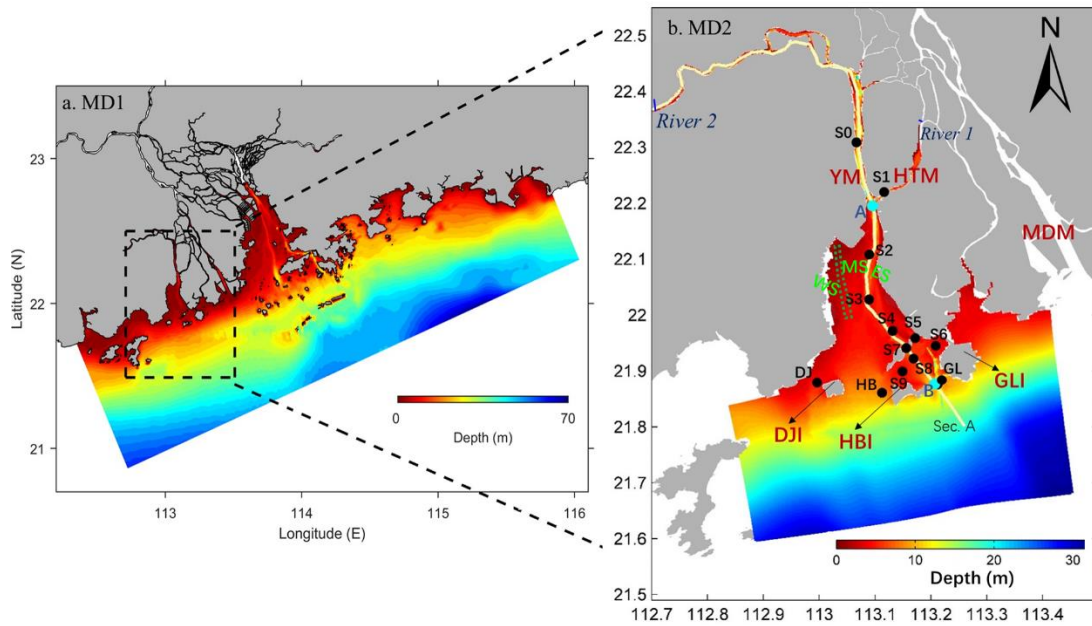 a. MD1
23
22
21
Latitude (N)
113
114
115
116
Longitude (E)
0
70
Depth (m)
b. MD2
N
22.5
22.4
22.3
22.2
22.1
22
21.9
21.8
21.7
21.6
21.5
River 2
River 1
S0
YM
HTM
S1
A
MDM
S2
WS
MS
ES
S3
S4
S5
S6
S7
S8
DJ
HB
S9
GL
B
GLI
DJI
HBI
Sec. A
0 10 20 30
Depth (m)
112.7 112.8 112.9 113 113.1 113.2 113.3 113.4